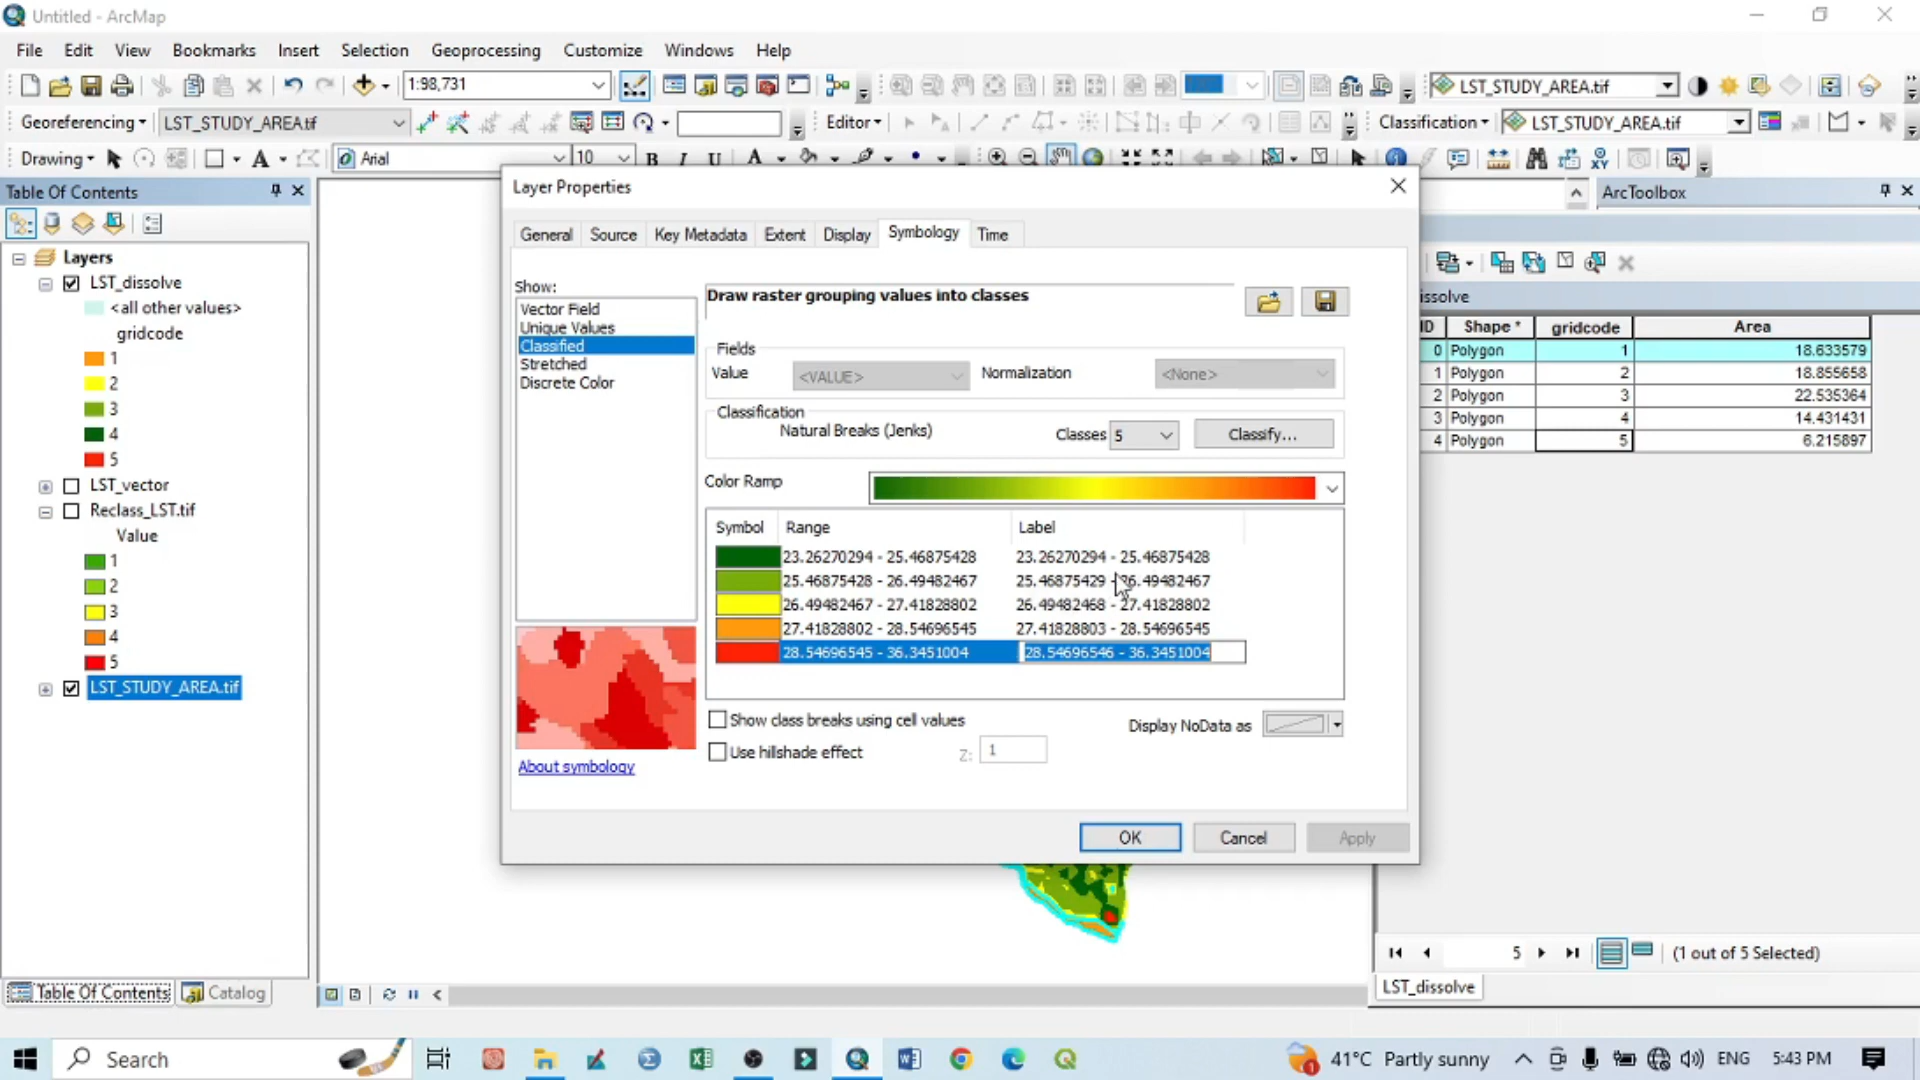 Untitled - ArcMap
File Edit View Bookmarks Insert Selection Geoprocessing Customize Windows Help
1:98,731
LST_STUDY_AREA.tif
Georeferencing LST_STUDY_AREA.tif
Editor
Classification LST_STUDY_AREA.tif
Drawing A Arial 10 B I U A
Table Of Contents
Layers
LST_dissolve
<all other values>
gridcode
1
2
3
4
5
LST_vector
Reclass_LST.tif
Value
1
2
3
4
5
LST_STUDY_AREA.tif
Table Of Contents Catalog
Layer Properties
General Source Key Metadata Extent Display Symbology Time
Show:
Vector Field
Unique Values
Classified
Stretched
Discrete Color
About symbology
Draw raster grouping values into classes
Fields
Value <VALUE> Normalization <None>
Classification
Natural Breaks (Jenks) Classes 5 Classify...
Color Ramp
Symbol Range Label
23.26270294 - 25.46875428 23.26270294 - 25.46875428
25.46875428 - 26.49482467 25.46875429 - 26.49482467
26.49482467 - 27.41828802 26.49482468 - 27.41828802
27.41828802 - 28.54696545 27.41828803 - 28.54696545
28.54696545 - 36.3451004 28.54696546 - 36.3451004
Show class breaks using cell values
Display NoData as
Use hillshade effect Z: 1
OK Cancel Apply
ArcToolbox
issolve
ID Shape * gridcode Area
0 Polygon 1 18.633579
1 Polygon 2 18.855658
2 Polygon 3 22.535364
3 Polygon 4 14.431431
4 Polygon 5 6.215897
5 (1 out of 5 Selected)
LST_dissolve
Search
41°C Partly sunny ENG 5:43 PM